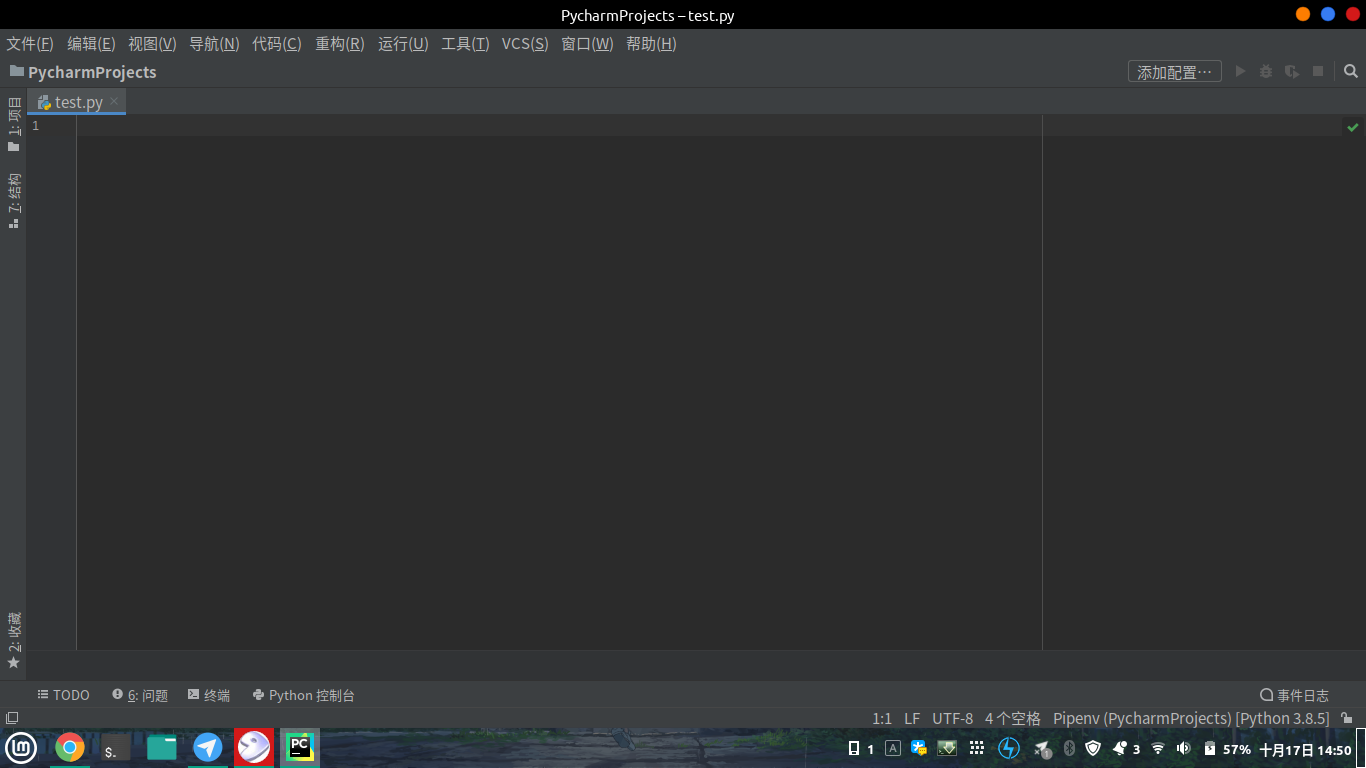 PycharmProjects – test.py
文件(F) 编辑(E) 视图(V) 导航(N) 代码(C) 重构(R) 运行(U) 工具(T) VCS(S) 窗口(W) 帮助(H)
PycharmProjects 添加配置…
test.py
1
1: 项目
7: 结构
2: 收藏
TODO 6: 问题 终端 Python 控制台 事件日志
1:1 LF UTF-8 4 个空格 Pipenv (PycharmProjects) [Python 3.8.5]
lm $_ PC 1 A 1 3 57% 十月17日 14:50